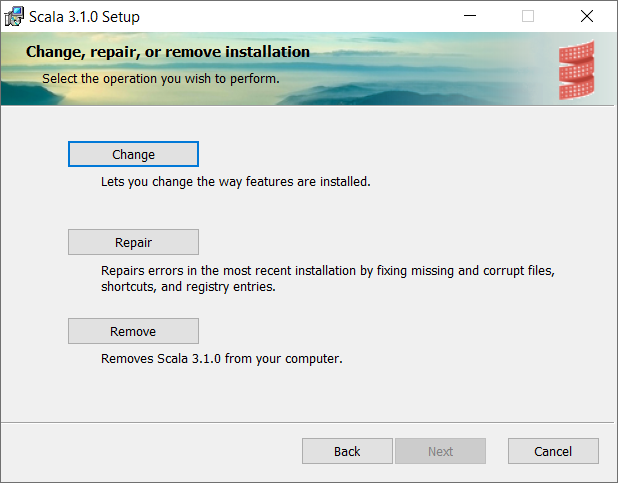 Scala 3.1.0 Setup
Change, repair, or remove installation
Select the operation you wish to perform.
Change
Lets you change the way features are installed.
Repair
Repairs errors in the most recent installation by fixing missing and corrupt files,
shortcuts, and registry entries.
Remove
Removes Scala 3.1.0 from your computer.
Back
Next
Cancel